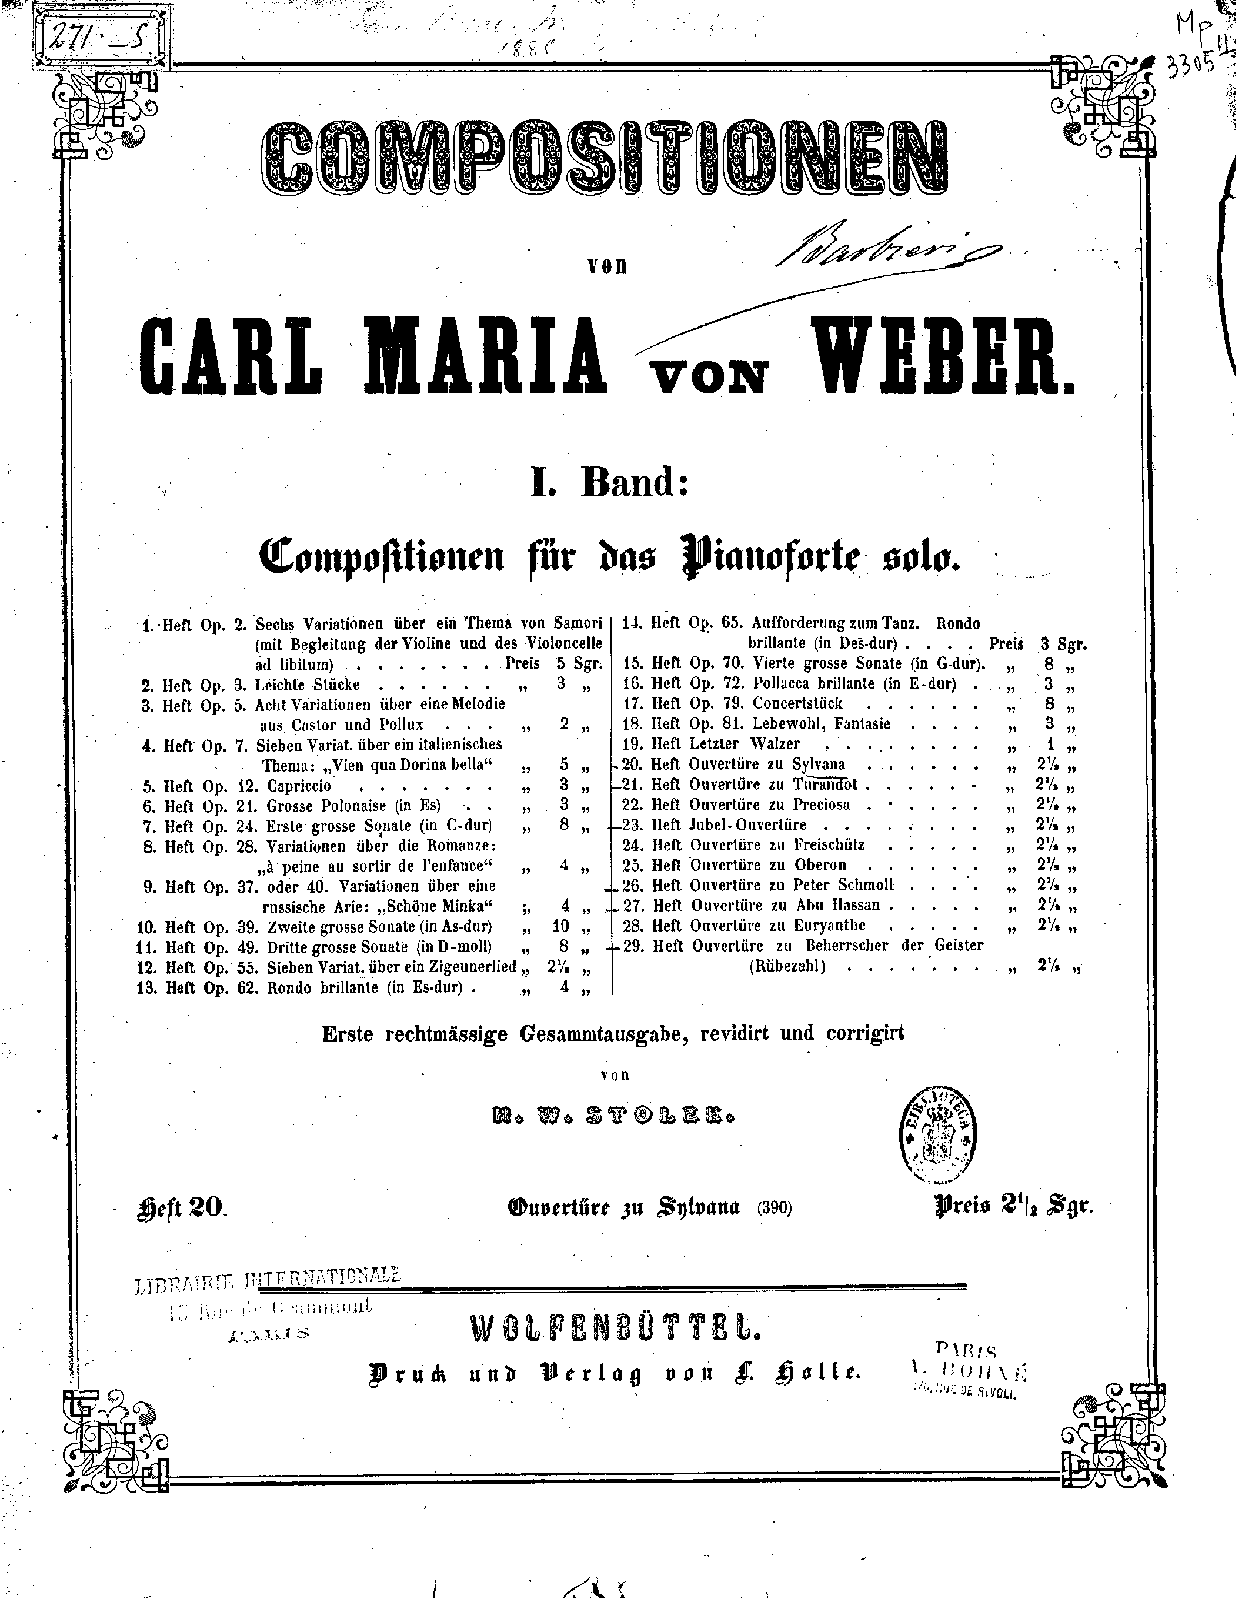 271.-S
1885
Mp II
3305
COMPOSITIONEN
von
Barbieri
CARL MARIA VON WEBER.
I. Band:
Compositionen für das Pianoforte solo.
1. Heft Op. 2. Sechs Variationen über ein Thema von Samori
(mit Begleitung der Violine und des Violoncelle
ad libitum) . . . . . . . Preis 5 Sgr.
2. Heft Op. 3. Leichte Stücke . . . . . . „ 3 „
3. Heft Op. 5. Acht Variationen über eine Melodie
aus Castor und Pollux . . . „ 2 „
4. Heft Op. 7. Sieben Variat. über ein italienisches
Thema: „Vien qua Dorina bella“ „ 5 „
5. Heft Op. 12. Capriccio . . . . . . . „ 3 „
6. Heft Op. 21. Grosse Polonaise (in Es) . . „ 3 „
7. Heft Op. 24. Erste grosse Sonate (in C-dur) „ 8 „
8. Heft Op. 28. Variationen über die Romanze:
„à peine au sortir de l'enfance“ „ 4 „
9. Heft Op. 37. oder 40. Variationen über eine
russische Arie: „Schöne Minka“ „ 4 „
10. Heft Op. 39. Zweite grosse Sonate (in As-dur) „ 10 „
11. Heft Op. 49. Dritte grosse Sonate (in D-moll) „ 8 „
12. Heft Op. 55. Sieben Variat. über ein Zigeunerlied „ 2½ „
13. Heft Op. 62. Rondo brillante (in Es-dur) . „ 4 „
14. Heft Op. 65. Aufforderung zum Tanz. Rondo
brillante (in Des-dur) . . . . Preis 3 Sgr.
15. Heft Op. 70. Vierte grosse Sonate (in G-dur). „ 8 „
16. Heft Op. 72. Pollacca brillante (in E-dur) . „ 3 „
17. Heft Op. 79. Concertstück . . . . . . „ 8 „
18. Heft Op. 81. Lebewohl, Fantasie . . . . „ 3 „
19. Heft Letzter Walzer . . . . . . . . „ 1 „
20. Heft Ouvertüre zu Sylvana . . . . . . „ 2½ „
21. Heft Ouvertüre zu Turandot . . . . . . „ 2½ „
22. Heft Ouvertüre zu Preciosa . . . . . . „ 2½ „
23. Heft Jubel-Ouvertüre . . . . . . . . „ 2½ „
24. Heft Ouvertüre zu Freischütz . . . . . „ 2½ „
25. Heft Ouvertüre zu Oberon . . . . . . „ 2½ „
26. Heft Ouvertüre zu Peter Schmoll . . . . „ 2½ „
27. Heft Ouvertüre zu Abu Hassan . . . . . „ 2½ „
28. Heft Ouvertüre zu Euryanthe . . . . . „ 2½ „
29. Heft Ouvertüre zu Beherrscher der Geister
(Rübezahl) . . . . . . . . „ 2½ „
Erste rechtmässige Gesammtausgabe, revidirt und corrigirt
von
H. W. STOLZE.
BIBLIOTECA
Heft 20. Ouvertüre zu Sylvana (390) Preis 2½ Sgr.
LIBRAIRIE INTERNATIONALE
15 Rue de Grammont
PARIS
WOLFENBÜTTEL.
Druck und Verlag von L. Holle.
PARIS
RUE DE RIVOLI.